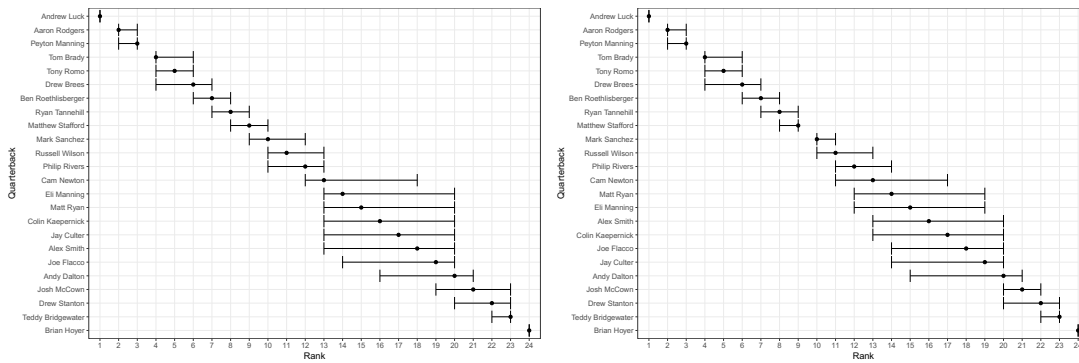 Andrew Luck
Aaron Rodgers
Peyton Manning
Tom Brady
Tony Romo
Drew Brees
Ben Roethlisberger
Ryan Tannehill
Matthew Stafford
Mark Sanchez
Russell Wilson
Philip Rivers
Cam Newton
Eli Manning
Matt Ryan
Colin Kaepernick
Jay Culter
Alex Smith
Joe Flacco
Andy Dalton
Josh McCown
Drew Stanton
Teddy Bridgewater
Brian Hoyer
Quarterback
1 2 3 4 5 6 7 8 9 10 11 12 13 14 15 16 17 18 19 20 21 22 23 24
Rank
Andrew Luck
Aaron Rodgers
Peyton Manning
Tom Brady
Tony Romo
Drew Brees
Ben Roethlisberger
Ryan Tannehill
Matthew Stafford
Mark Sanchez
Russell Wilson
Philip Rivers
Cam Newton
Matt Ryan
Eli Manning
Alex Smith
Colin Kaepernick
Joe Flacco
Jay Culter
Andy Dalton
Josh McCown
Drew Stanton
Teddy Bridgewater
Brian Hoyer
Quarterback
1 2 3 4 5 6 7 8 9 10 11 12 13 14 15 16 17 18 19 20 21 22 23 24
Rank